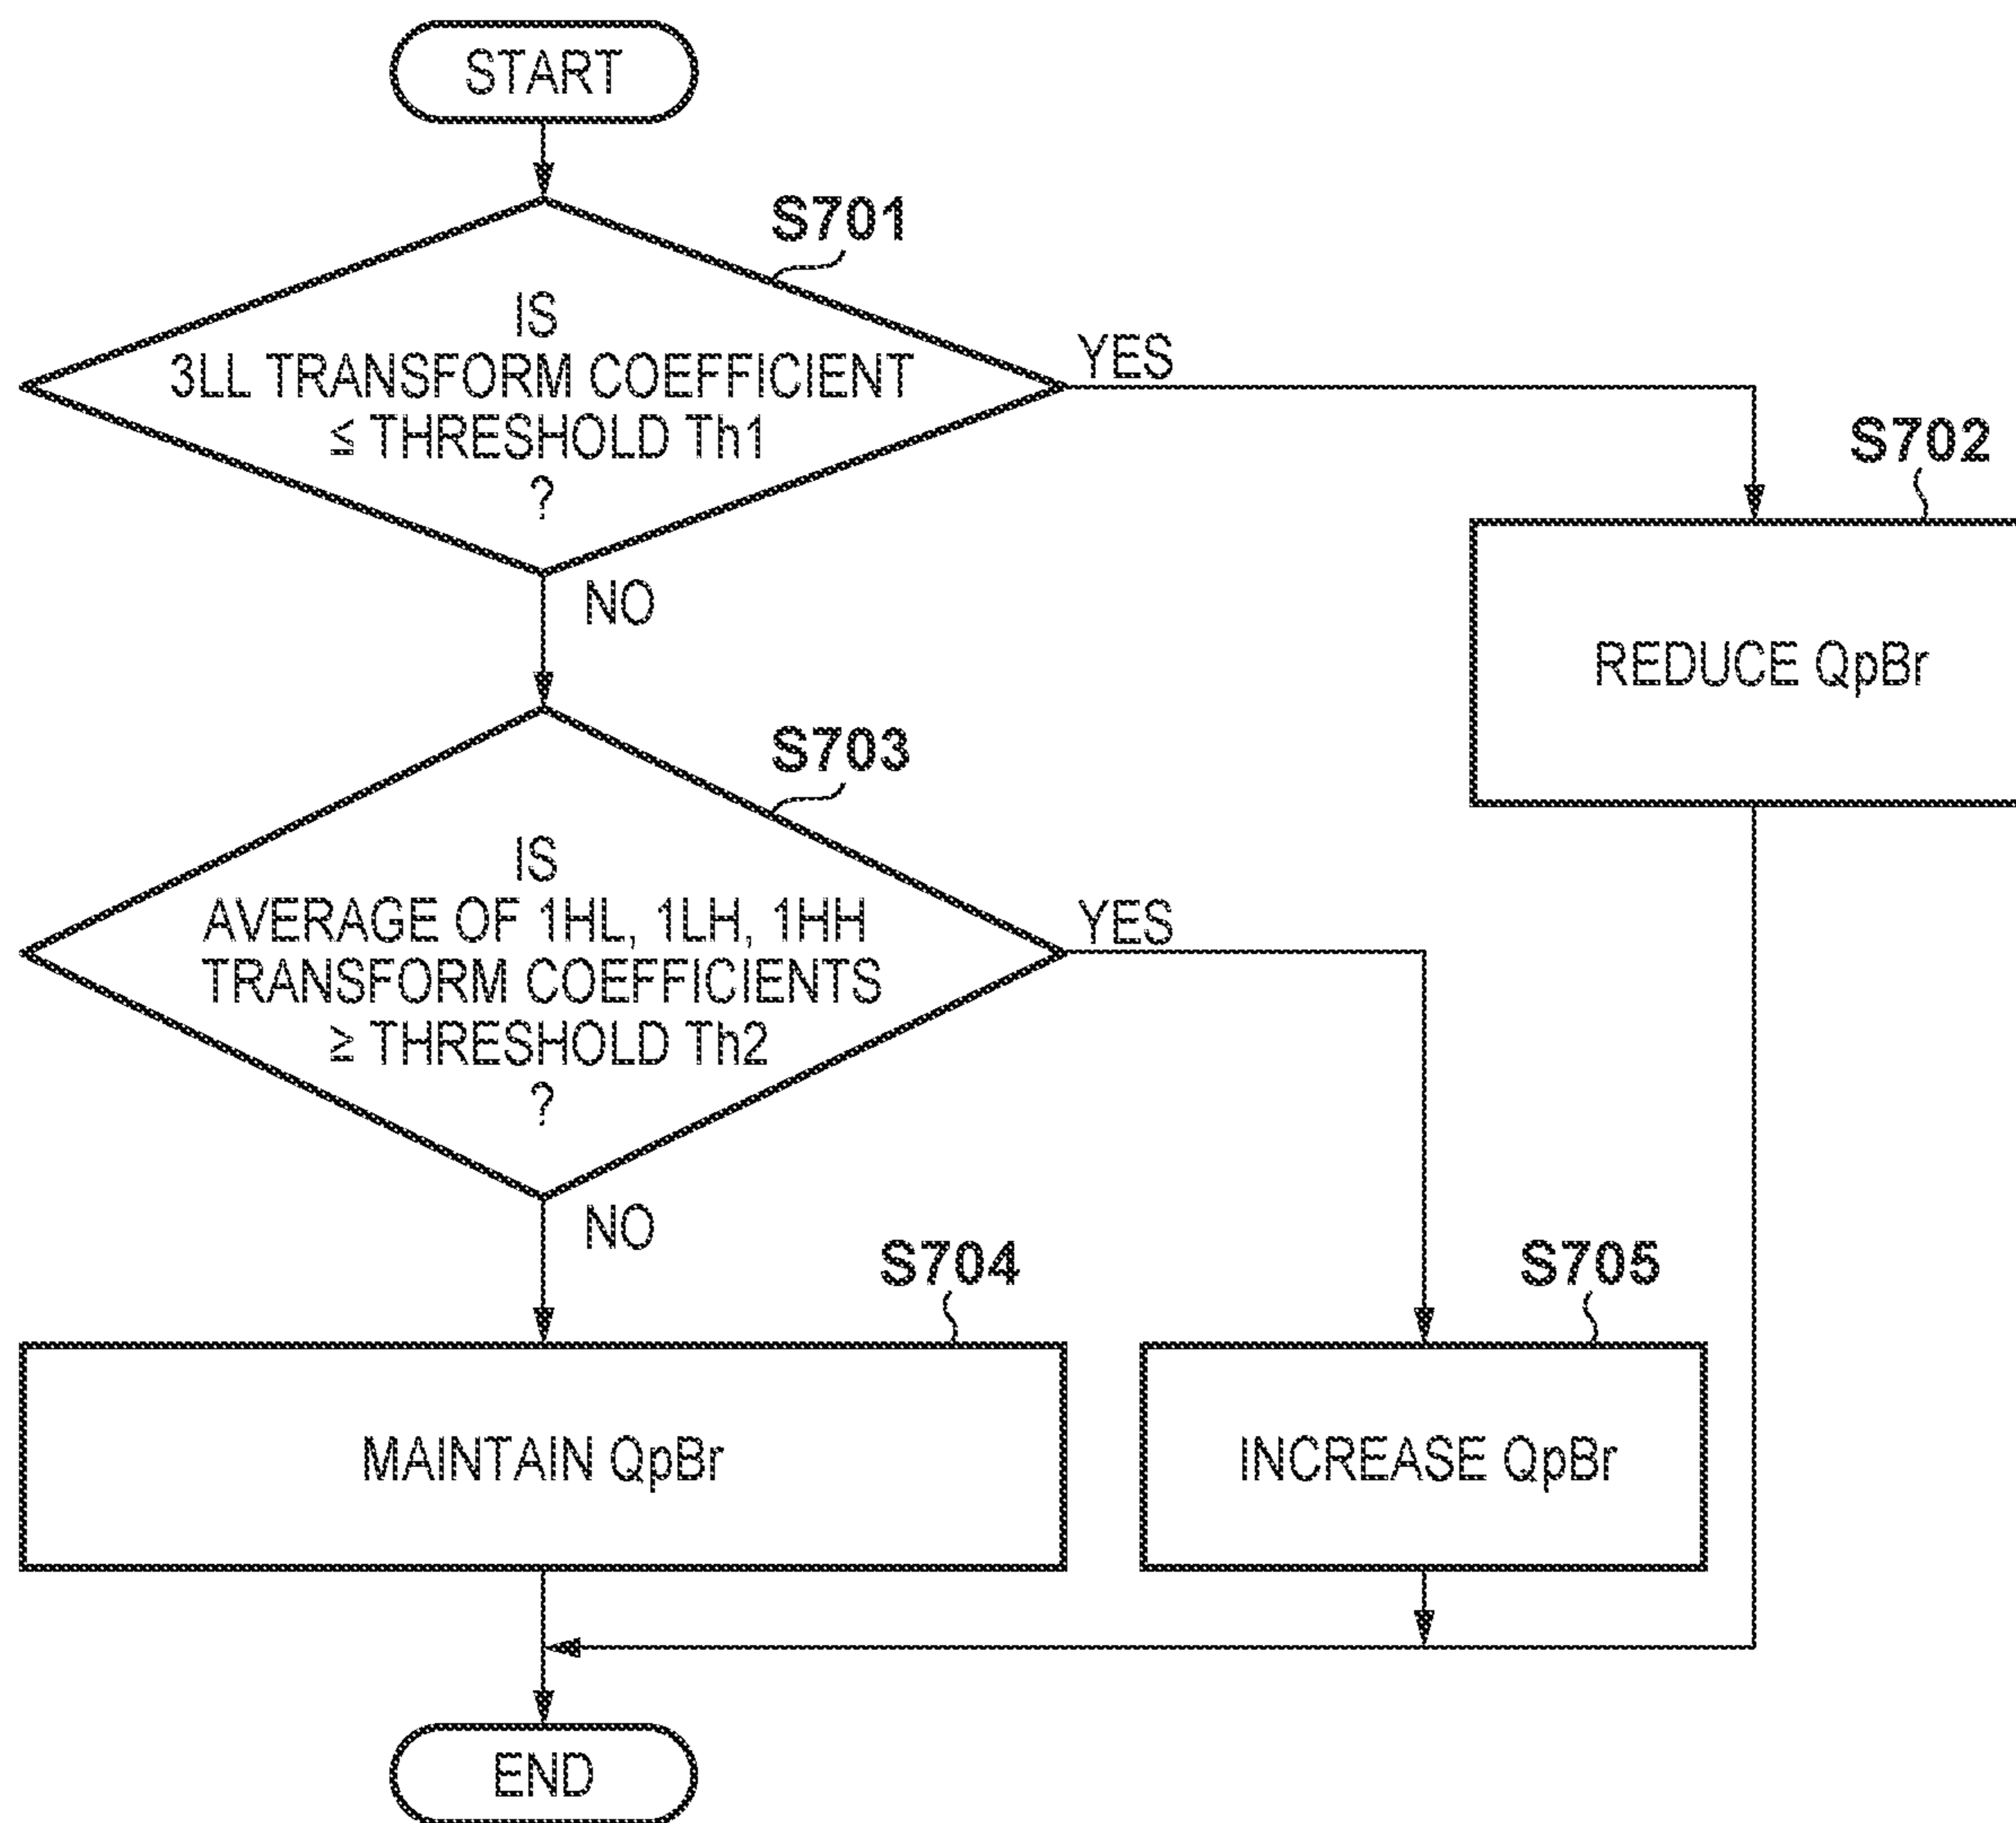 START
S701
IS
3LL TRANSFORM COEFFICIENT
≤ THRESHOLD Th1
?
YES
NO
S702
REDUCE QpBr
S703
IS
AVERAGE OF 1HL, 1LH, 1HH
TRANSFORM COEFFICIENTS
≥ THRESHOLD Th2
?
YES
NO
S704
MAINTAIN QpBr
S705
INCREASE QpBr
END